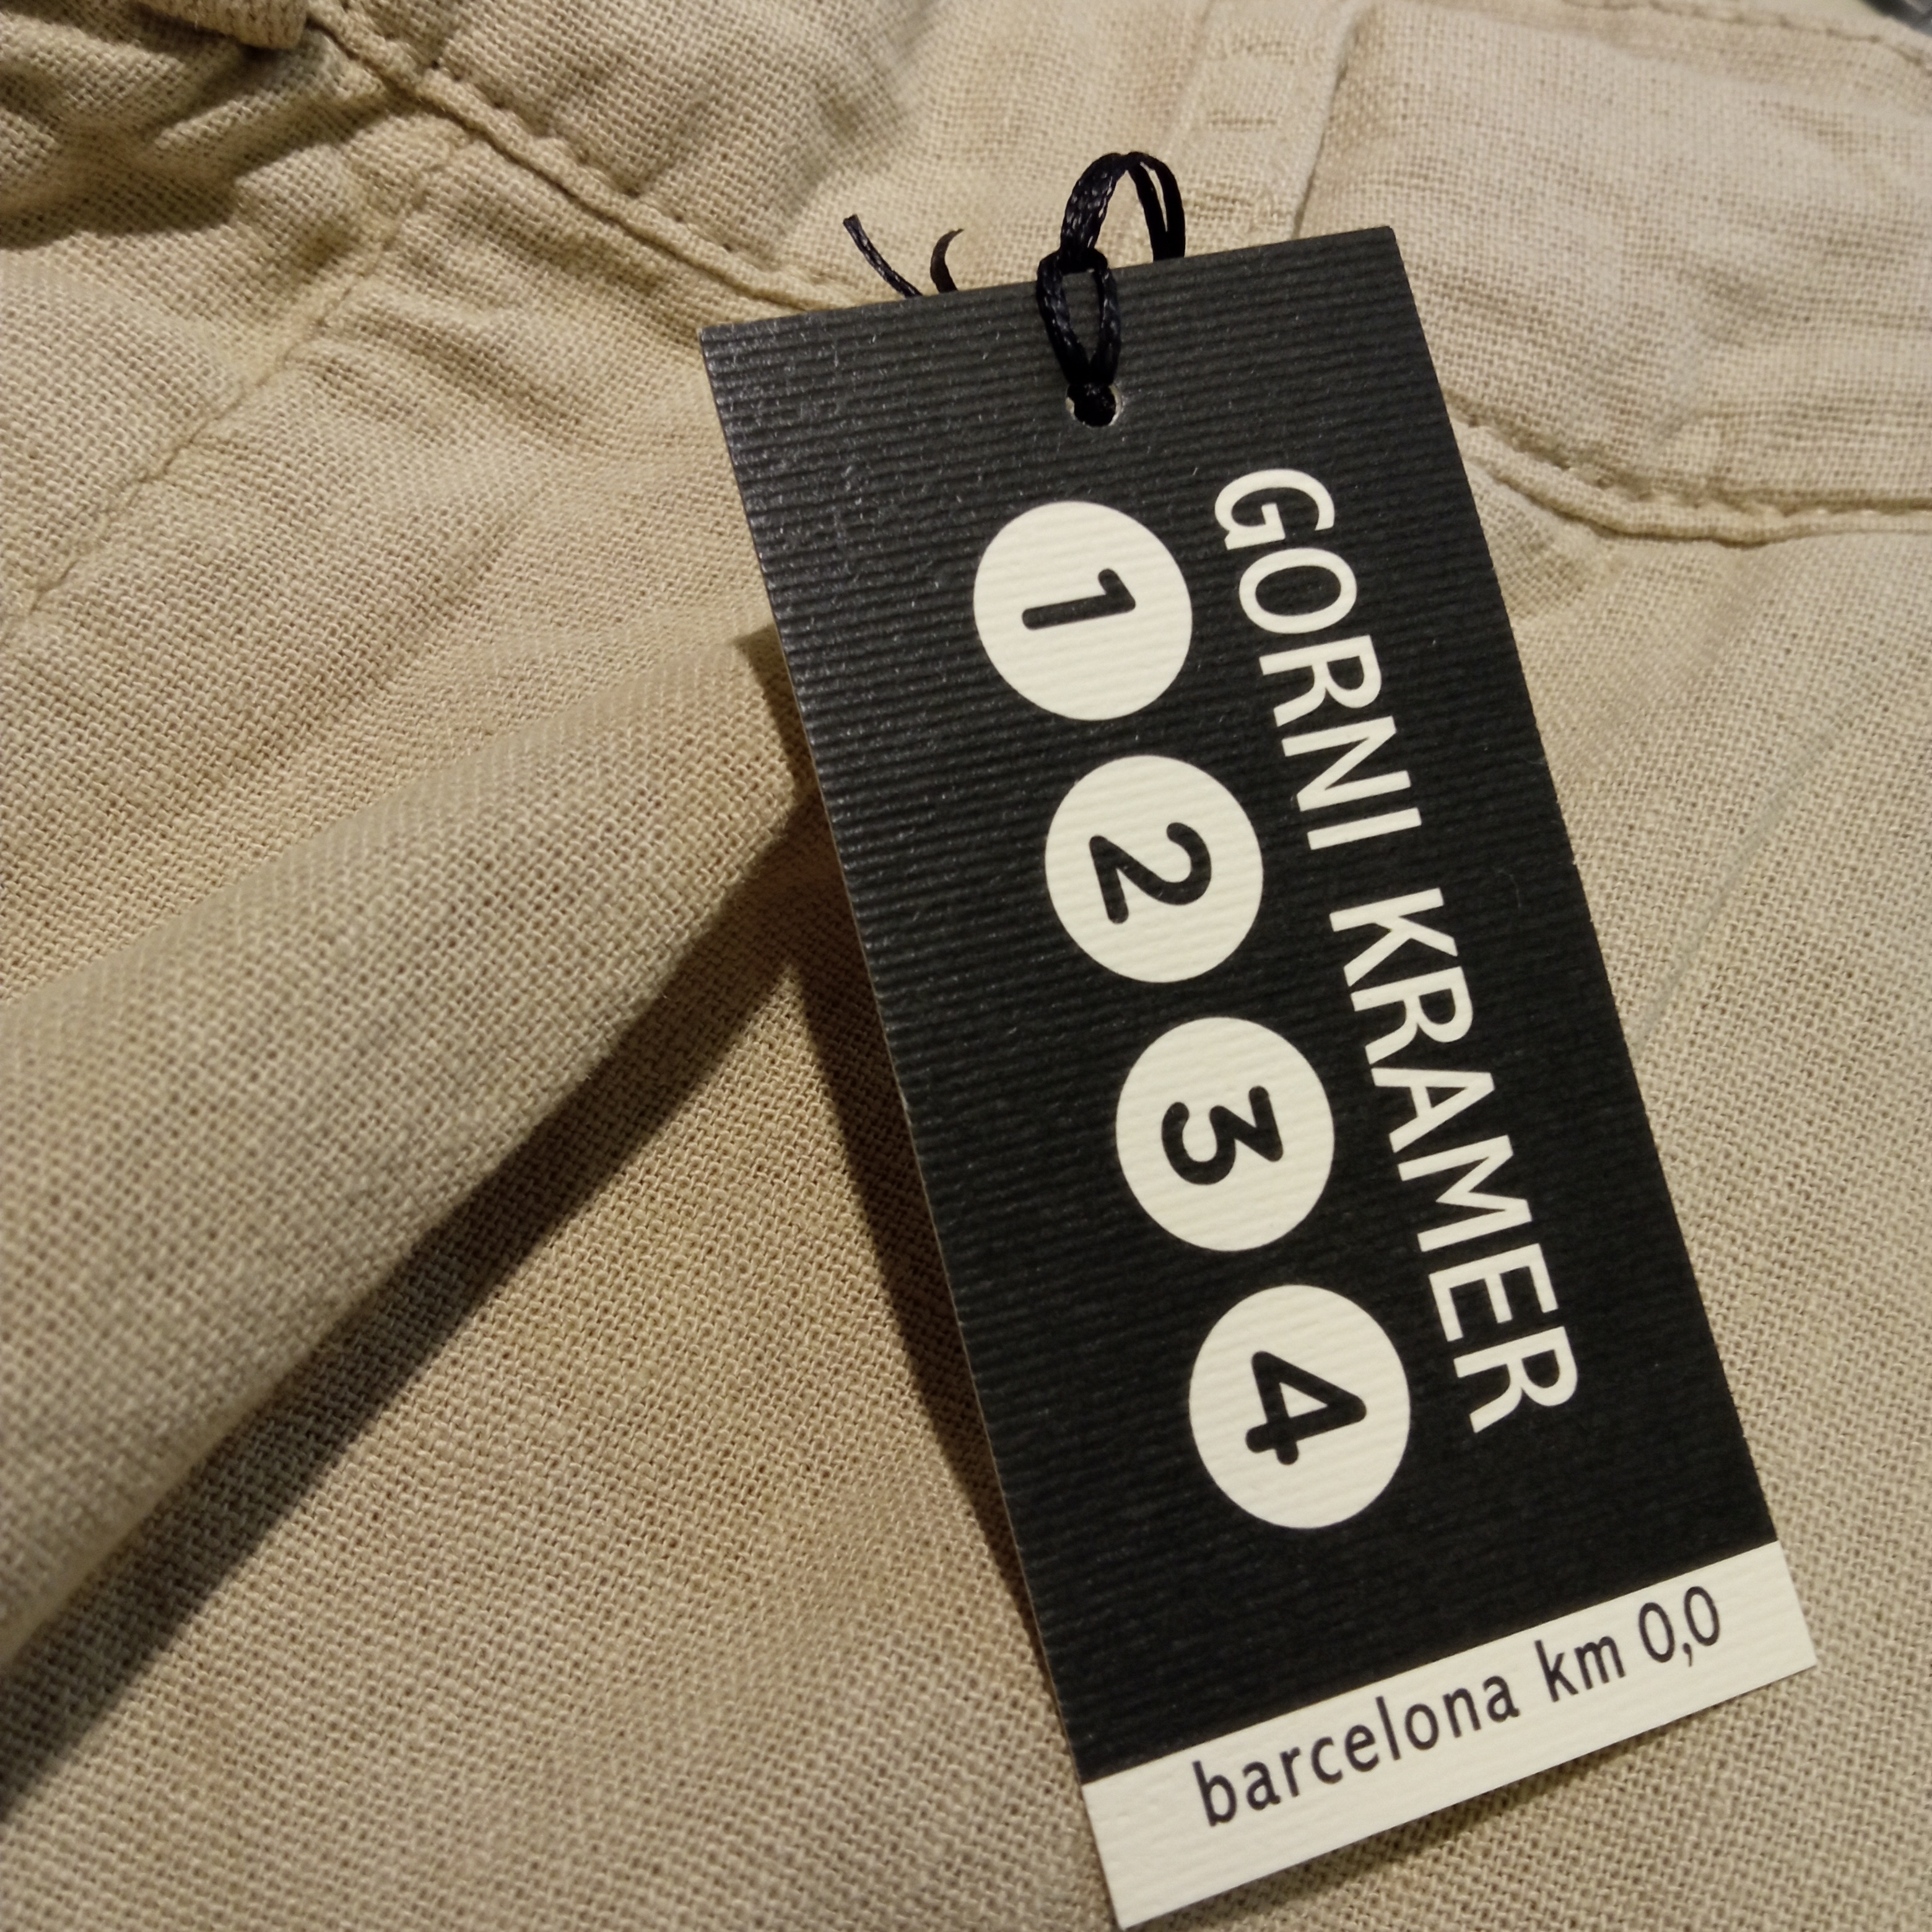 GORNI KRAMER
1 2 3 4
barcelona km 0,0